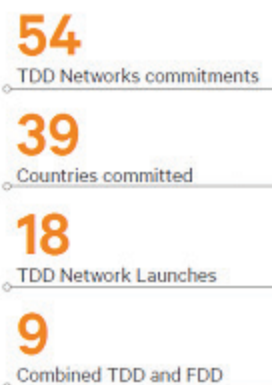 54
TDD Networks commitments
39
Countries committed
18
TDD Network Launches
9
Combined TDD and FDD